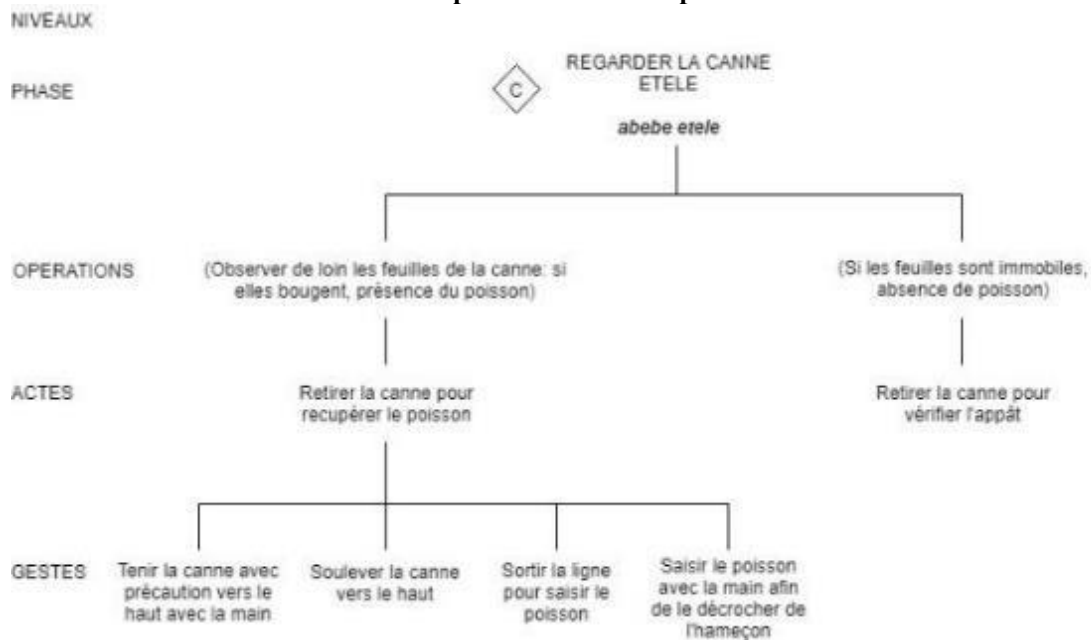 NIVEAUX
PHASE
C
REGARDER LA CANNE
ETELE
abebe etele
OPERATIONS
(Observer de loin les feuilles de la canne: si
elles bougent, présence du poisson)
(Si les feuilles sont immobiles,
absence de poisson)
ACTES
Retirer la canne pour
recupérer le poisson
Retirer la canne pour
vérifier l'appât
GESTES
Tenir la canne avec
précaution vers le
haut avec la main
Soulever la canne
vers le haut
Sortir la ligne
pour saisir le
poisson
Saisir le poisson
avec la main afin
de le décrocher de
l'hameçon